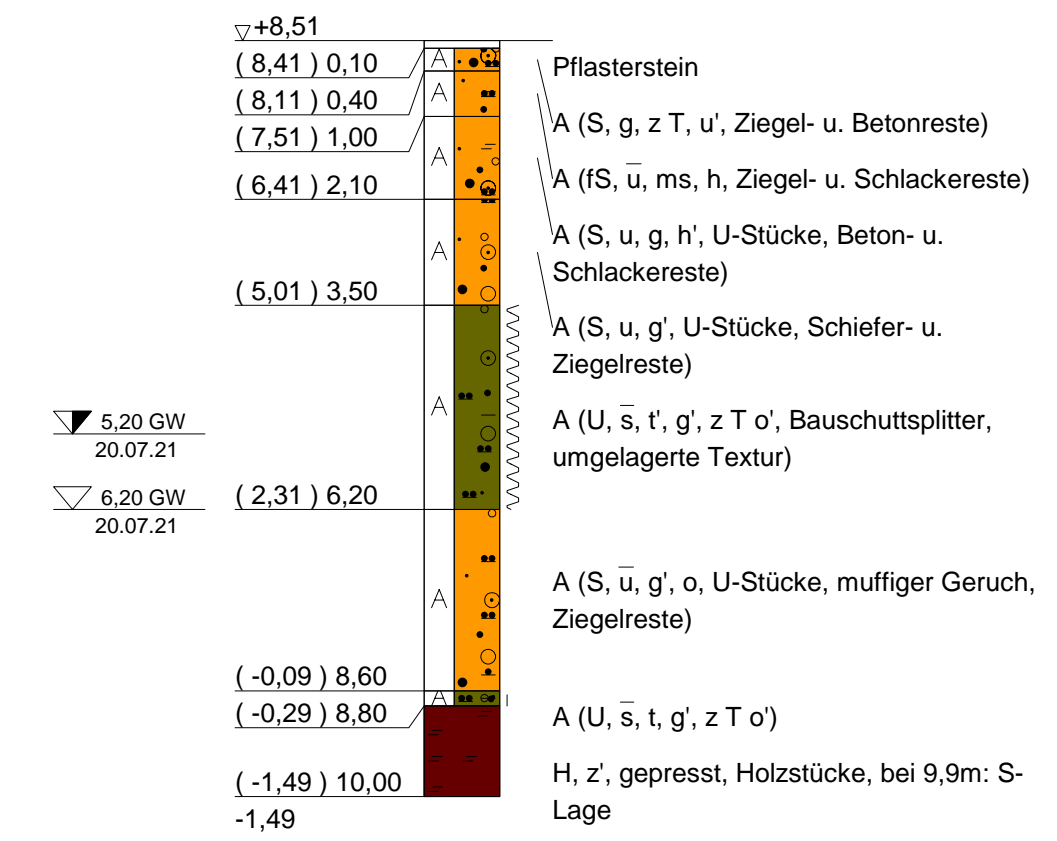 +8,51
( 8,41 ) 0,10
( 8,11 ) 0,40
( 7,51 ) 1,00
( 6,41 ) 2,10
( 5,01 ) 3,50
5,20 GW
20.07.21
6,20 GW
20.07.21
( 2,31 ) 6,20
( -0,09 ) 8,60
( -0,29 ) 8,80
( -1,49 ) 10,00
-1,49
A
A
A
A
A
A
A
Pflasterstein
A (S, g, z T, u', Ziegel- u. Betonreste)
A (fS, u̅, ms, h, Ziegel- u. Schlackereste)
A (S, u, g, h', U-Stücke, Beton- u.
Schlackereste)
A (S, u, g', U-Stücke, Schiefer- u.
Ziegelreste)
A (U, s̅, t', g', z T o', Bauschuttsplitter,
umgelagerte Textur)
A (S, u̅, g', o, U-Stücke, muffiger Geruch,
Ziegelreste)
A (U, s̅, t, g', z T o')
H, z', gepresst, Holzstücke, bei 9,9m: S-
Lage